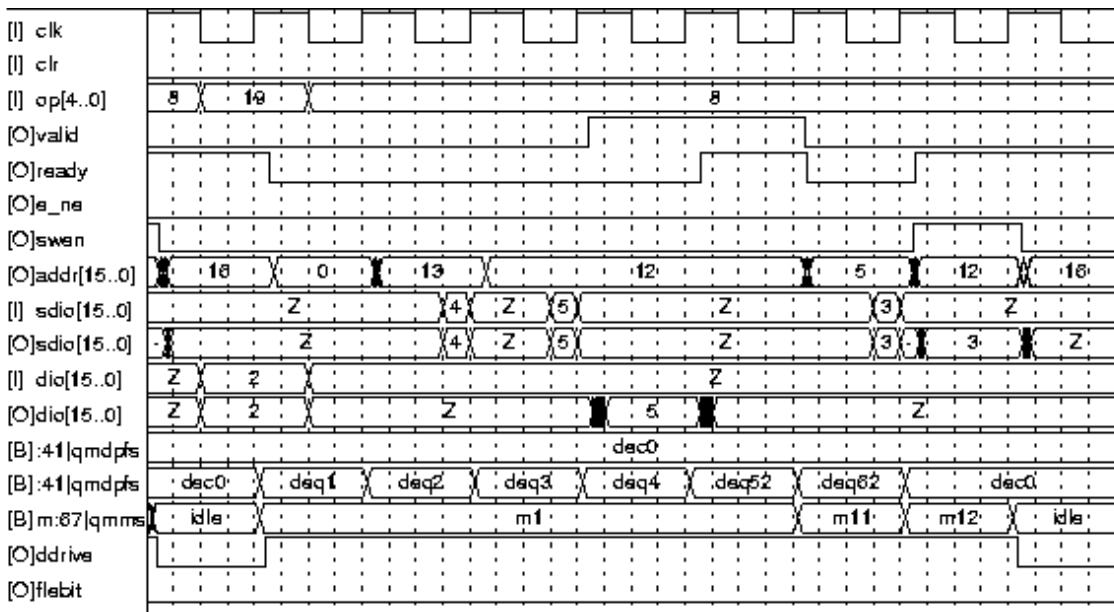 [I] clk
[I] clr
[I] op[4..0] 8 19 8
[O]valid
[O]ready
[O]e_ne
[O]swen
[O]addr[15..0] 16 0 13 12 5 12 16
[I] sdio[15..0] Z 4 Z 5 Z 3 Z
[O]sdio[15..0] - Z 4 Z 5 Z 3 - 3 Z
[I] dio[15..0] Z 2 Z
[O]dio[15..0] Z 2 Z 5 Z
[B]:41|qmdpfs dec0
[B]:41|qmdpfs dec0 deq1 deq2 deq3 deq4 deq52 deq62 dec0
[B]m:67|qmms idle m1 m11 m12 idle
[O]ddrive
[O]flebit